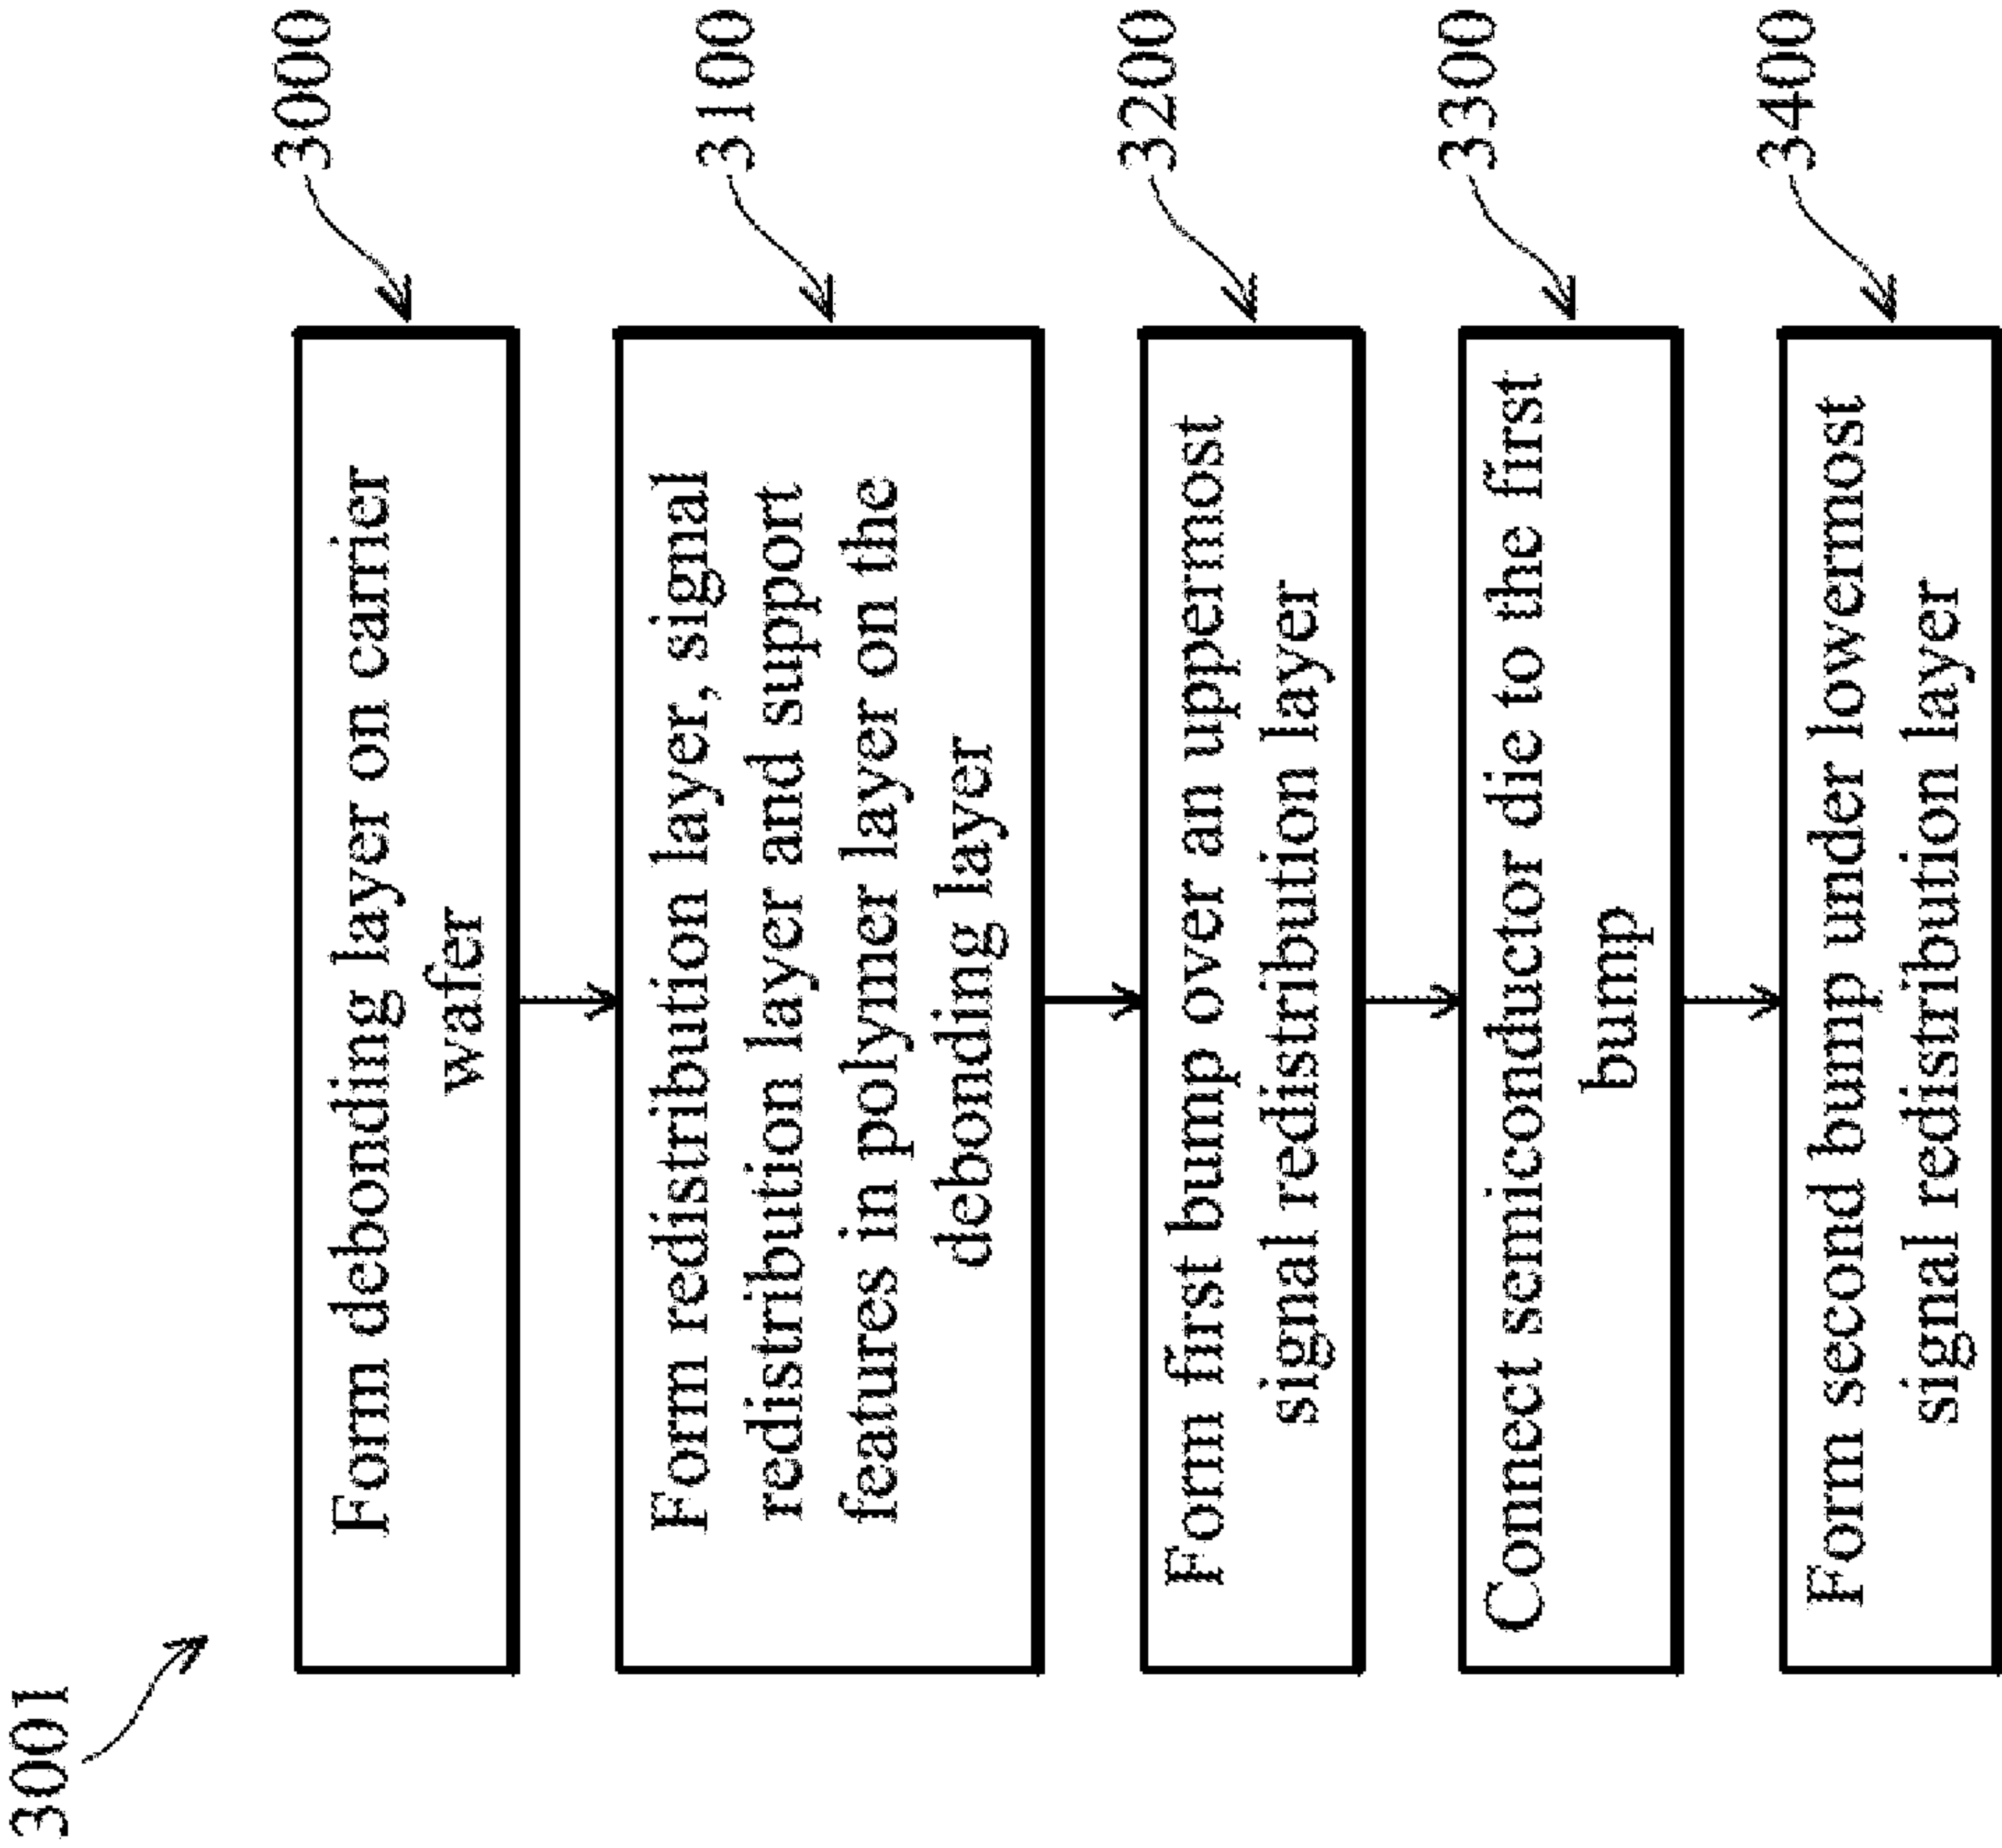 3001
3000
Form debonding layer on carrier
wafer
3100
Form redistribution layer, signal
redistribution layer and support
features in polymer layer on the
debonding layer
3200
Form first bump over an uppermost
signal redistribution layer
3300
Connect semiconductor die to the first
bump
3400
Form second bump under lowermost
signal redistribution layer